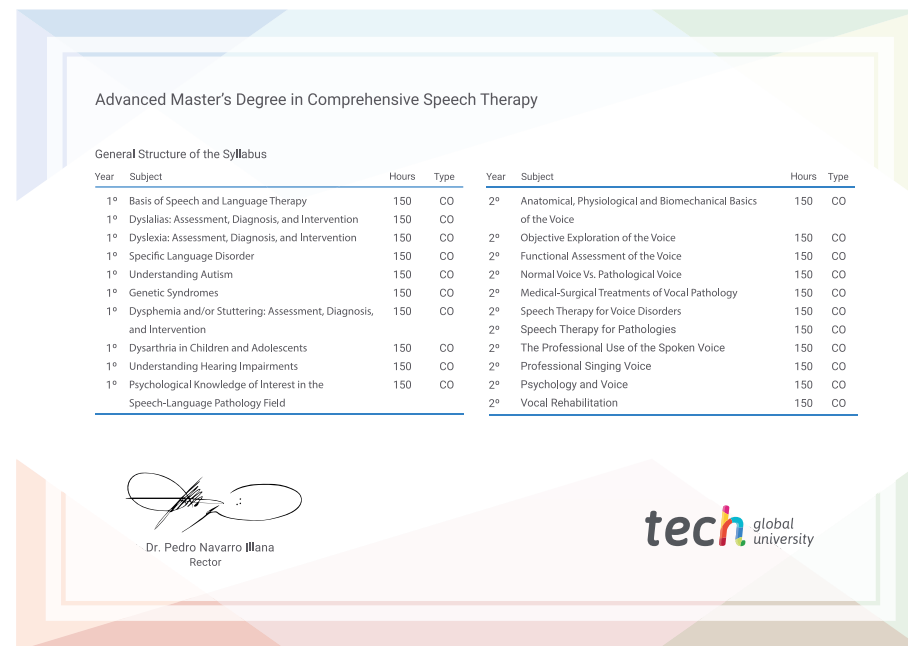 Advanced Master's Degree in Comprehensive Speech Therapy
General Structure of the Syllabus
Year Subject Hours Type
1º Basis of Speech and Language Therapy 150 CO
1º Dyslalias: Assessment, Diagnosis, and Intervention 150 CO
1º Dyslexia: Assessment, Diagnosis, and Intervention 150 CO
1º Specific Language Disorder 150 CO
1º Understanding Autism 150 CO
1º Genetic Syndromes 150 CO
1º Dysphemia and/or Stuttering: Assessment, Diagnosis, 150 CO
and Intervention
1º Dysarthria in Children and Adolescents 150 CO
1º Understanding Hearing Impairments 150 CO
1º Psychological Knowledge of Interest in the 150 CO
Speech-Language Pathology Field
Year Subject Hours Type
2º Anatomical, Physiological and Biomechanical Basics 150 CO
of the Voice
2º Objective Exploration of the Voice 150 CO
2º Functional Assessment of the Voice 150 CO
2º Normal Voice Vs. Pathological Voice 150 CO
2º Medical-Surgical Treatments of Vocal Pathology 150 CO
2º Speech Therapy for Voice Disorders 150 CO
2º Speech Therapy for Pathologies 150 CO
2º The Professional Use of the Spoken Voice 150 CO
2º Professional Singing Voice 150 CO
2º Psychology and Voice 150 CO
2º Vocal Rehabilitation 150 CO
Dr. Pedro Navarro Illana
Rector
tech global
university